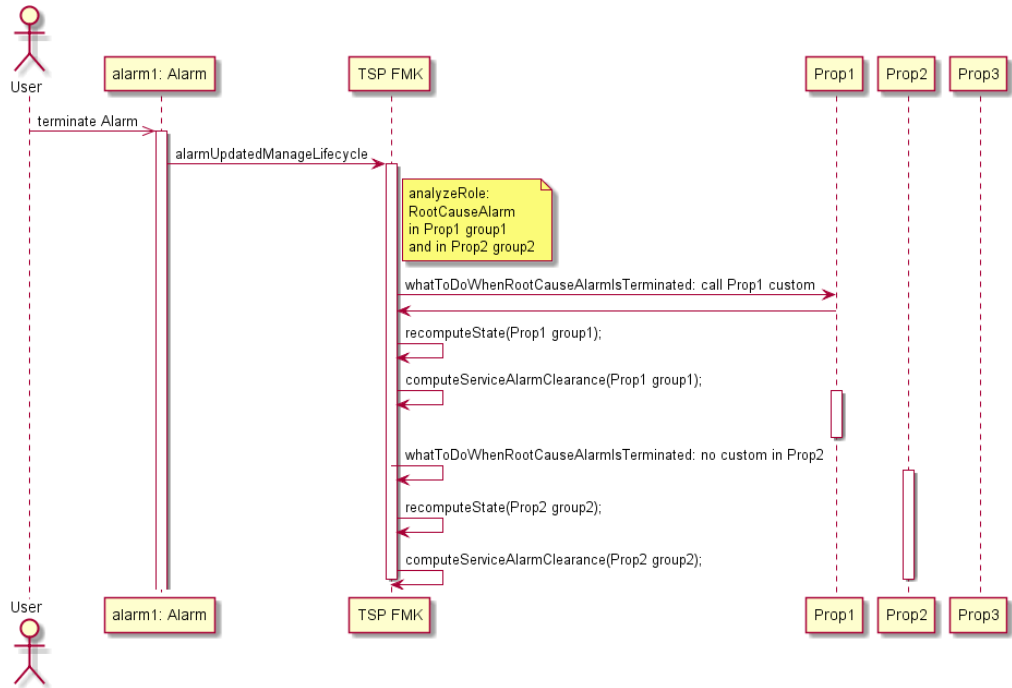 User
alarm1: Alarm
TSP FMK
Prop1
Prop2
Prop3
terminate Alarm
alarmUpdatedManageLifecycle
analyzeRole:
RootCauseAlarm
in Prop1 group1
and in Prop2 group2
whatToDoWhenRootCauseAlarmIsTerminated: call Prop1 custom
recomputeState(Prop1 group1);
computeServiceAlarmClearance(Prop1 group1);
whatToDoWhenRootCauseAlarmIsTerminated: no custom in Prop2
recomputeState(Prop2 group2);
computeServiceAlarmClearance(Prop2 group2);
User
alarm1: Alarm
TSP FMK
Prop1
Prop2
Prop3